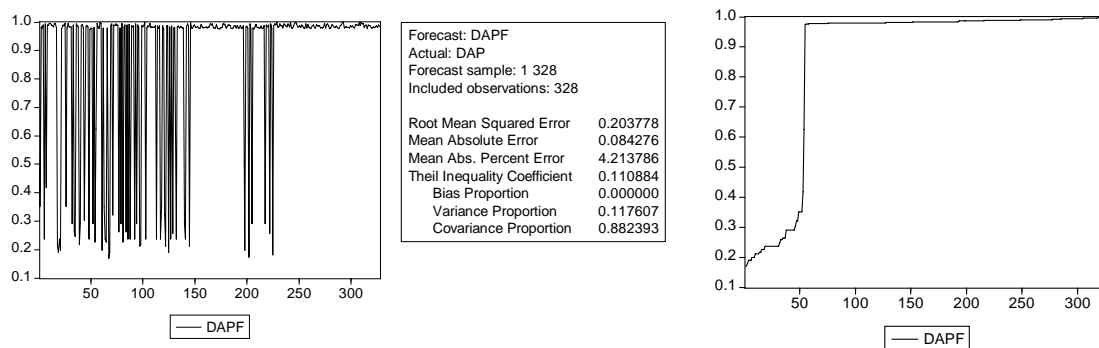 1.0
0.9
0.8
0.7
0.6
0.5
0.4
0.3
0.2
0.1
50 100 150 200 250 300
DAPF
Forecast: DAPF
Actual: DAP
Forecast sample: 1 328
Included observations: 328
Root Mean Squared Error 0.203778
Mean Absolute Error 0.084276
Mean Abs. Percent Error 4.213786
Theil Inequality Coefficient 0.110884
Bias Proportion 0.000000
Variance Proportion 0.117607
Covariance Proportion 0.882393
1.0
0.9
0.8
0.7
0.6
0.5
0.4
0.3
0.2
0.1
50 100 150 200 250 300
DAPF